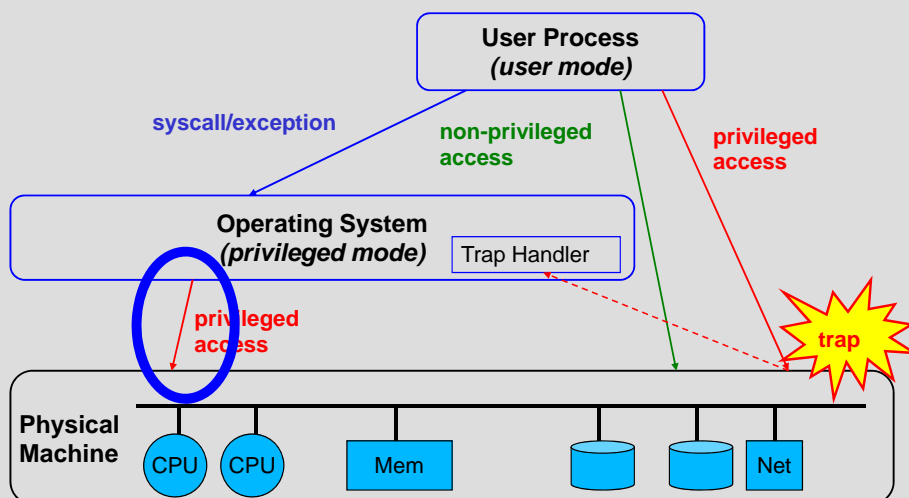 User Process
(user mode)
syscall/exception
non-privileged
access
privileged
access
Operating System
(privileged mode)
Trap Handler
privileged
access
trap
Physical
Machine
CPU
CPU
Mem
Net